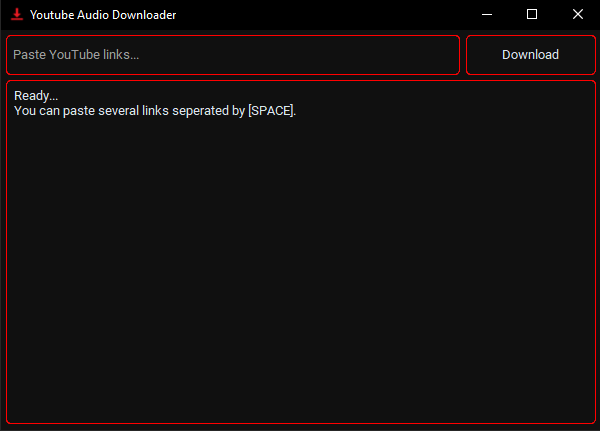 Youtube Audio Downloader
Paste YouTube links...
Download
Ready...
You can paste several links seperated by [SPACE].